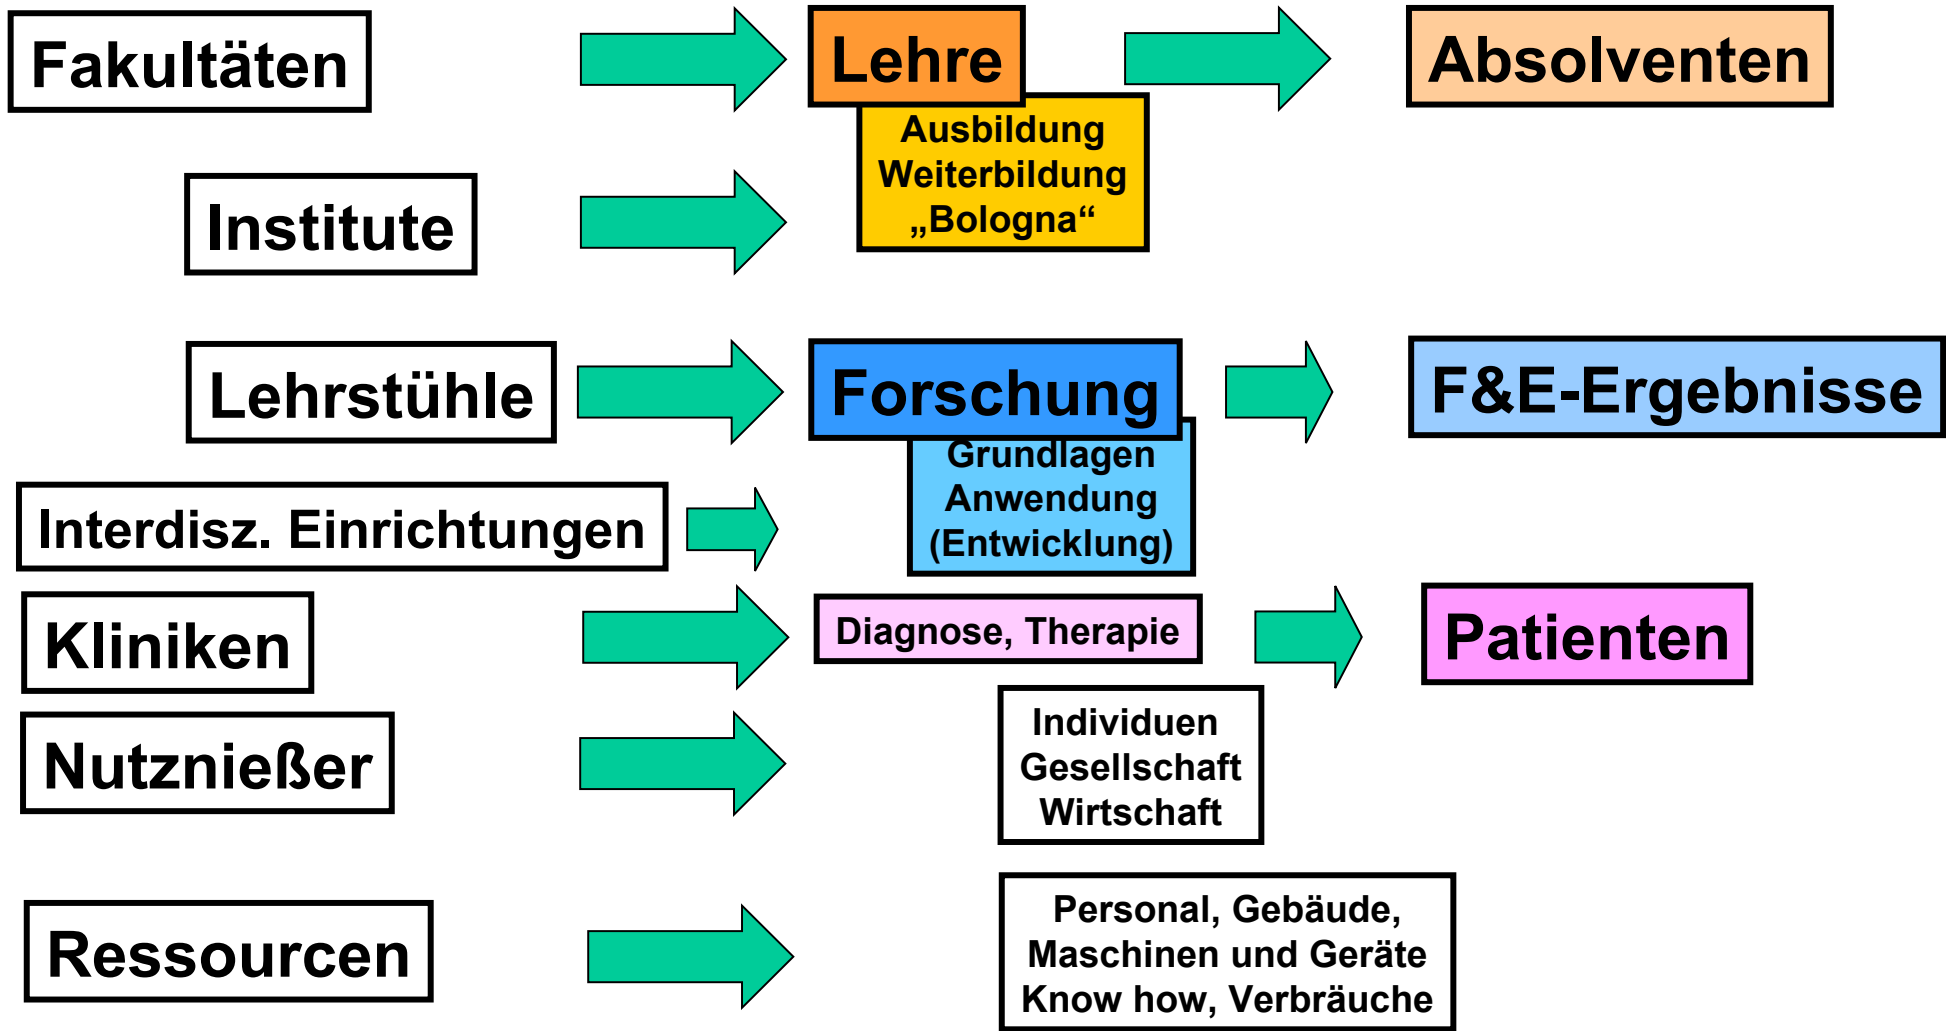 Fakultäten
Lehre
Absolventen
Ausbildung
Weiterbildung
„Bologna“
Institute
Lehrstühle
Forschung
F&E-Ergebnisse
Grundlagen
Anwendung
(Entwicklung)
Interdisz. Einrichtungen
Kliniken
Diagnose, Therapie
Patienten
Nutznießer
Individuen
Gesellschaft
Wirtschaft
Ressourcen
Personal, Gebäude,
Maschinen und Geräte
Know how, Verbräuche